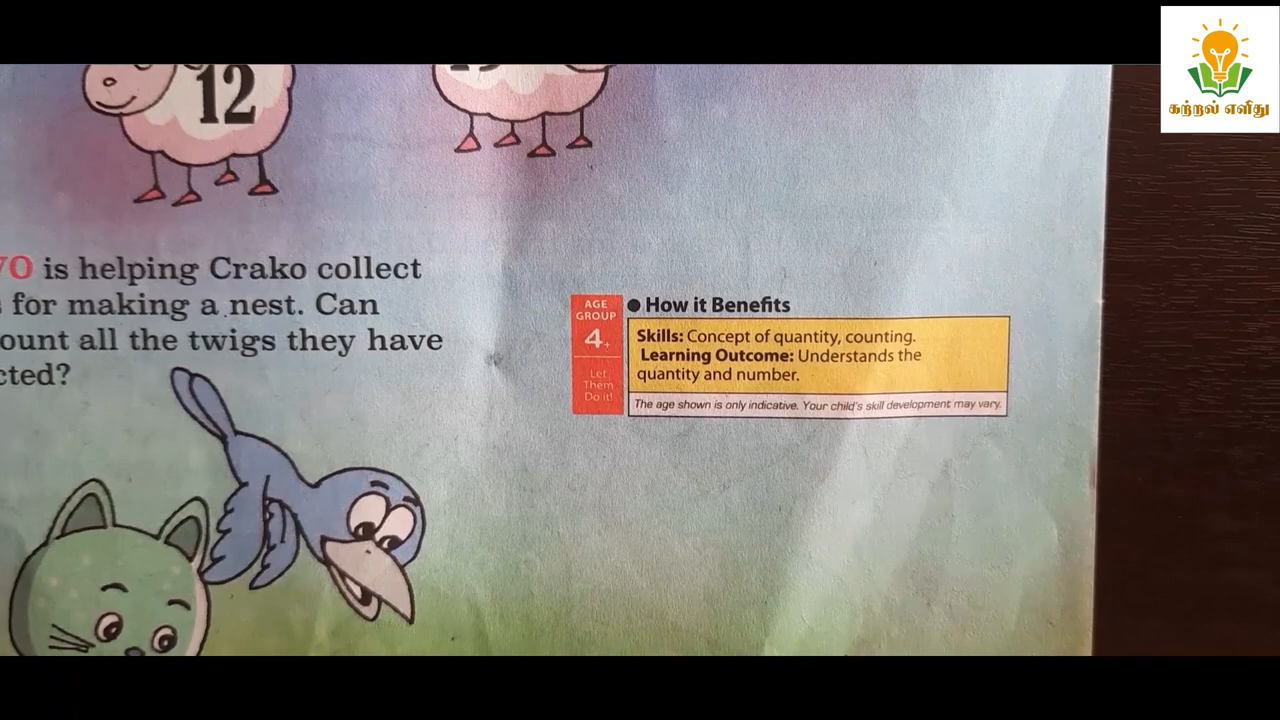 12
கற்றல் எளிது
is helping Crako collect
for making a nest. Can
all the twigs they have
AGE
GROUP
4+
Let
Them
Do it!
● How it Benefits
Skills: Concept of quantity, counting.
Learning Outcome: Understands the
quantity and number.
The age shown is only indicative. Your child's skill development may vary.